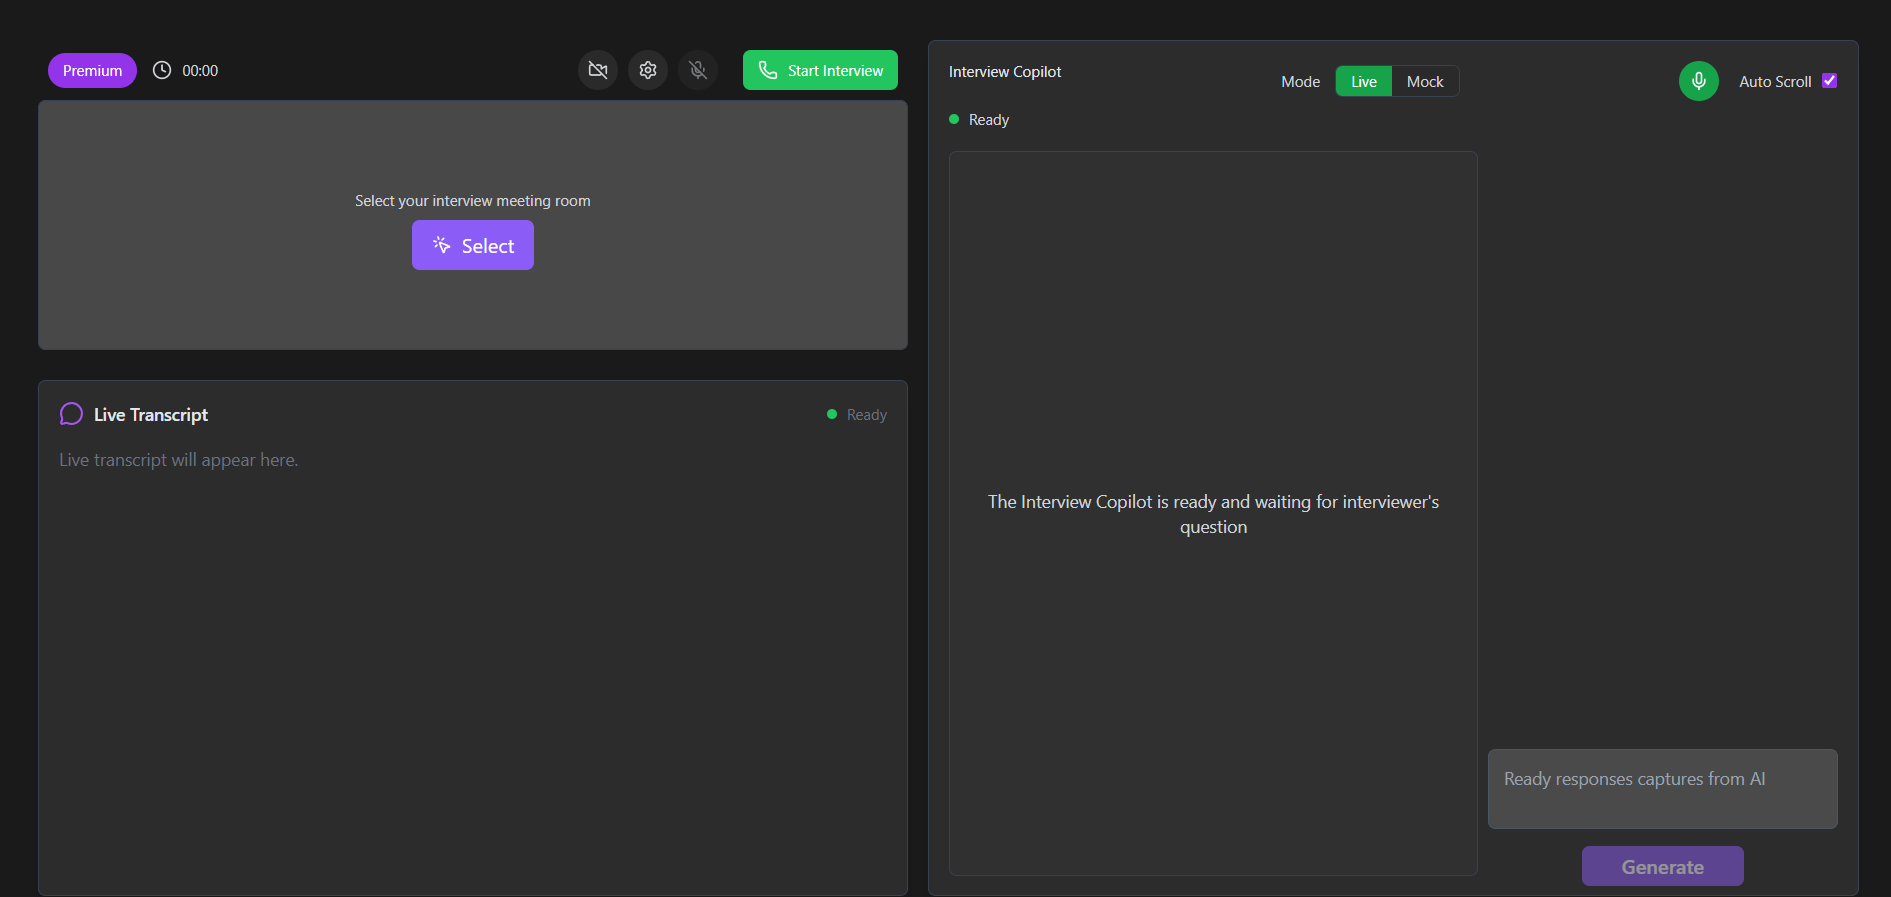 Premium
00:00
Start Interview
Select your interview meeting room
Select
Live Transcript
Ready
Live transcript will appear here.
Interview Copilot
Mode
Live
Mock
Auto Scroll
Ready
The Interview Copilot is ready and waiting for interviewer's
question
Ready responses captures from AI
Generate